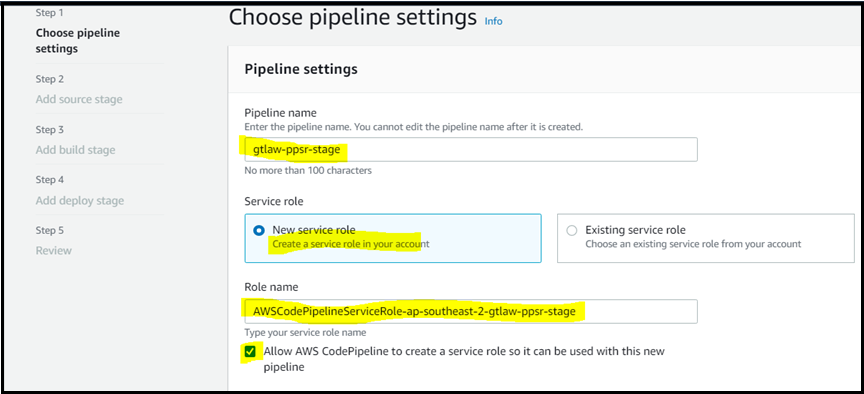 Step 1
Choose pipeline
settings
Step 2
Add source stage
Step 3
Add build stage
Step 4
Add deploy stage
Step 5
Review
Choose pipeline settings Info
Pipeline settings
Pipeline name
Enter the pipeline name. You cannot edit the pipeline name after it is created.
gtlaw-ppsr-stage
No more than 100 characters
Service role
New service role
Create a service role in your account
Existing service role
Choose an existing service role from your account
Role name
AWSCodePipelineServiceRole-ap-southeast-2-gtlaw-ppsr-stage
Type your service role name
Allow AWS CodePipeline to create a service role so it can be used with this new
pipeline